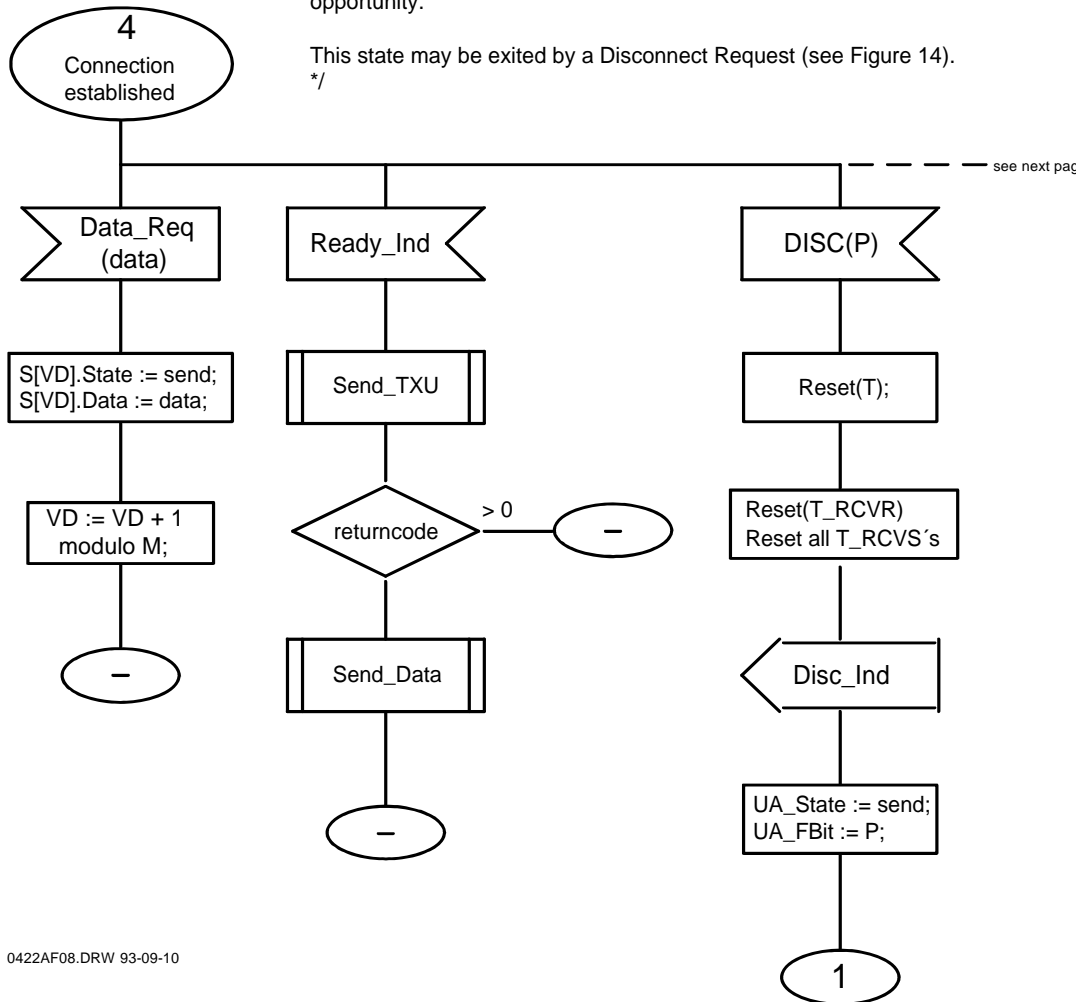 opportunity.
This state may be exited by a Disconnect Request (see Figure 14).
*/
4
Connection
established
see next pag
Data_Req
(data)
Ready_Ind
DISC(P)
S[VD].State := send;
S[VD].Data := data;
Send_TXU
Reset(T);
VD := VD + 1
modulo M;
returncode
> 0
–
Reset(T_RCVR)
Reset all T_RCVS´s
–
Send_Data
Disc_Ind
–
UA_State := send;
UA_FBit := P;
0422AF08.DRW 93-09-10
1